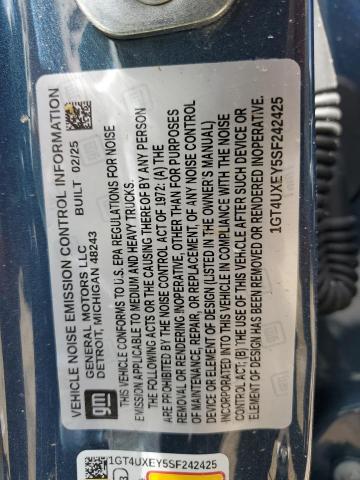 VEHICLE NOISE EMISSION CONTROL INFORMATION
GENERAL MOTORS LLC
DETROIT, MICHIGAN 48243
BUILT 02/25
gm
THIS VEHICLE CONFORMS TO U.S. EPA REGULATIONS FOR NOISE
EMISSION APPLICABLE TO MEDIUM AND HEAVY TRUCKS.
THE FOLLOWING ACTS OR THE CAUSING THEREOF BY ANY PERSON
ARE PROHIBITED BY THE NOISE CONTROL ACT OF 1972: (A) THE
REMOVAL OR RENDERING INOPERATIVE, OTHER THAN FOR PURPOSES
OF MAINTENANCE, REPAIR, OR REPLACEMENT, OF ANY NOISE CONTROL
DEVICE OR ELEMENT OF DESIGN (LISTED IN THE OWNER'S MANUAL)
INCORPORATED INTO THIS VEHICLE IN COMPLIANCE WITH THE NOISE
CONTROL ACT; (B) THE USE OF THIS VEHICLE AFTER SUCH DEVICE OR
ELEMENT OF DESIGN HAS BEEN REMOVED OR RENDERED INOPERATIVE.
1GT4UXEY5SF242425
1GT4UXEY5SF242425